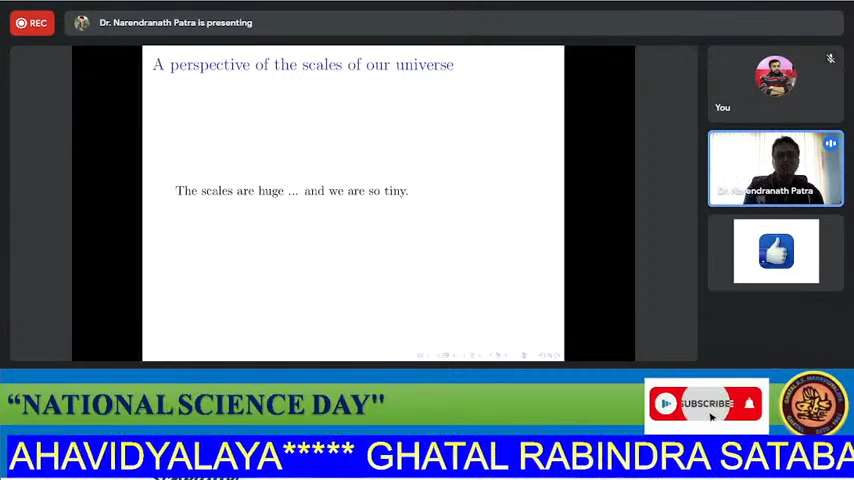 REC
Dr. Narendranath Patra is presenting
A perspective of the scales of our universe
The scales are huge ... and we are so tiny.
You
Dr. Narendranath Patra
“NATIONAL SCIENCE DAY"
SUBSCRIBE
AHAVIDYALAYA***** GHATAL RABINDRA SATABA